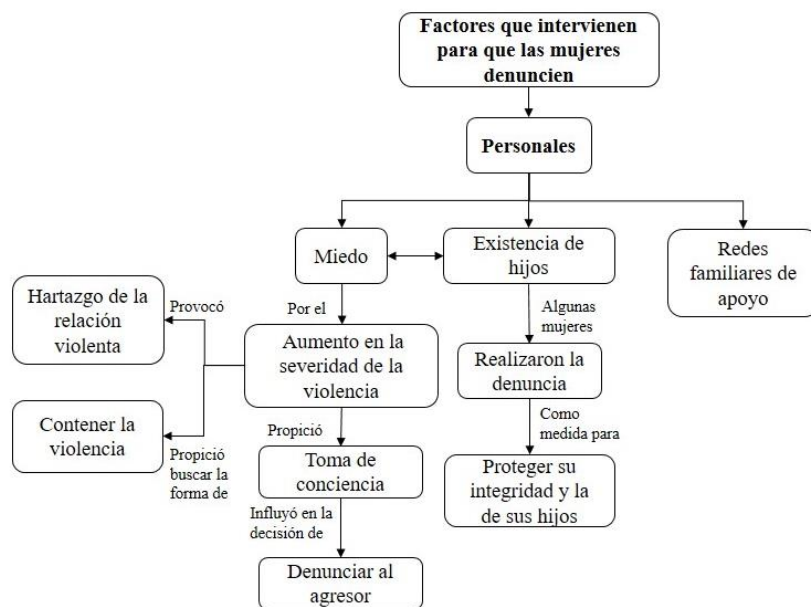 Factores que intervienen
para que las mujeres
denuncien
Personales
Miedo
Existencia de
hijos
Redes
familiares de
apoyo
Hartazgo de la
relación
violenta
Provocó
Por el
Algunas
mujeres
Aumento en la
severidad de la
violencia
Realizaron la
denuncia
Contener la
violencia
Propició
buscar la
forma de
Propició
Como
medida para
Toma de
conciencia
Proteger su
integridad y la
de sus hijos
Influyó en la
decisión de
Denunciar al
agresor